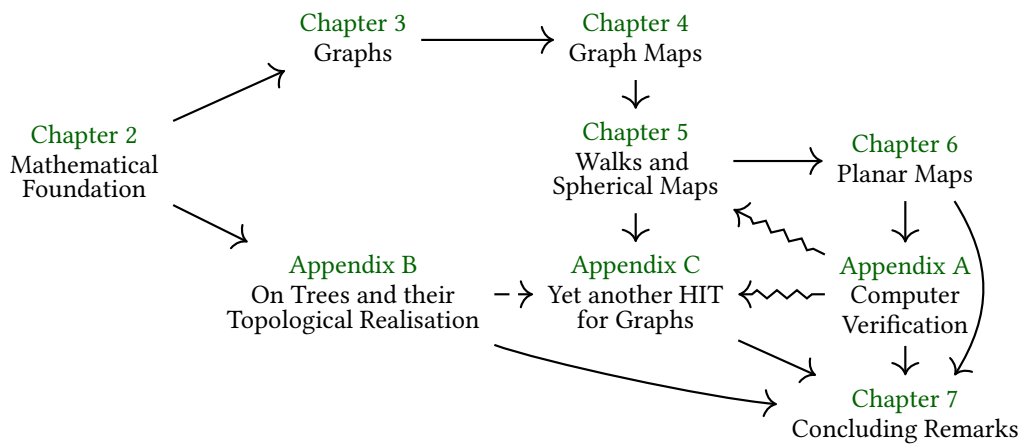 Chapter 3
Graphs
Chapter 4
Graph Maps
Chapter 2
Mathematical
Foundation
Chapter 5
Walks and
Spherical Maps
Chapter 6
Planar Maps
Appendix B
On Trees and their
Topological Realisation
Appendix C
Yet another HIT
for Graphs
Appendix A
Computer
Verification
Chapter 7
Concluding Remarks